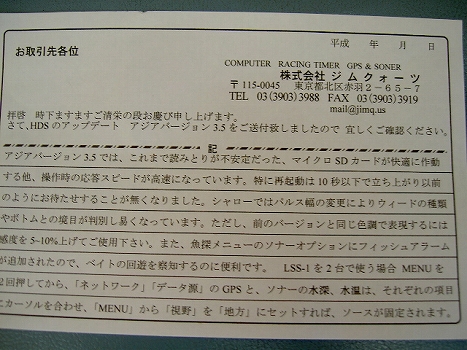 平成 年 月 日
お取引先各位
COMPUTER RACING TIMER GPS & SONER
株式会社 ジムクォーツ
〒115-0045 東京都北区赤羽2－65－7
TEL 03(3903)3988 FAX 03(3903)3919
mail@jimq.us
拝啓 時下ますますご清栄の段お慶び申し上げます。
さて、HDSのアップデート アジアバージョン3.5をご送付致しましたので 宜しくご確認ください。
記
アジアバージョン3.5では、これまで読みとりが不安定だった、マイクロSDカードが快適に作動
する他、操作時の応答スピードが高速になっています。特に再起動は10秒以下で立ち上がり以前
のようにお待たせすることが無くなりました。シャローではパルス幅の変更によりウィードの種類
やボトムとの境目が判別し易くなっています。ただし、前のバージョンと同じ色調で表現するには
感度を5~10%上げてご使用下さい。また、魚探メニューのソナーオプションにフィッシュアラーム
が追加されたので、ベイトの回遊を察知するのに便利です。 LSS-1を2台で使う場合 MENUを
2回押してから、「ネットワーク」「データ源」のGPSと、ソナーの水深、水温は、それぞれの項目
にカーソルを合わせ、「MENU」から「視野」を「地方」にセットすれば、ソースが固定されます。